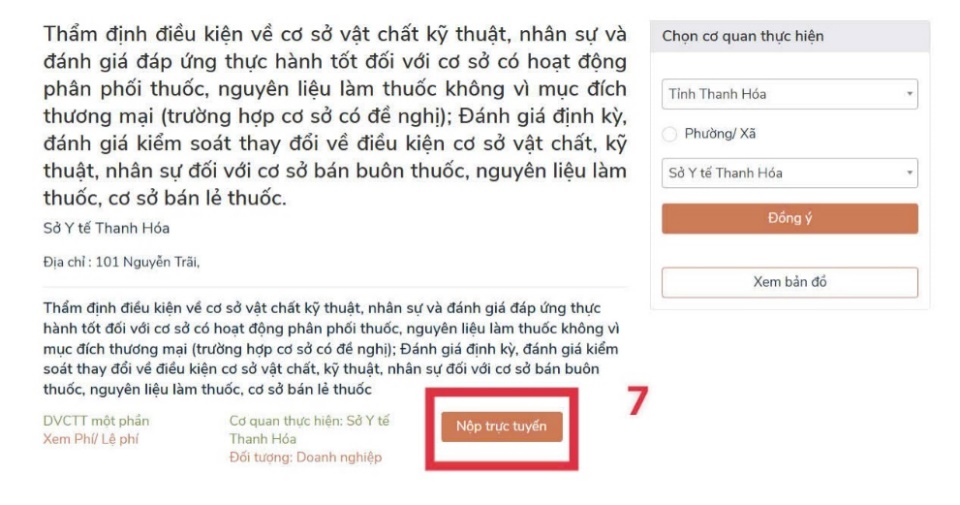 Thẩm định điều kiện về cơ sở vật chất kỹ thuật, nhân sự và
đánh giá đáp ứng thực hành tốt đối với cơ sở có hoạt động
phân phối thuốc, nguyên liệu làm thuốc không vì mục đích
thương mại (trường hợp cơ sở có đề nghị); Đánh giá định kỳ,
đánh giá kiểm soát thay đổi về điều kiện cơ sở vật chất, kỹ
thuật, nhân sự đối với cơ sở bán buôn thuốc, nguyên liệu làm
thuốc, cơ sở bán lẻ thuốc.
Sở Y tế Thanh Hóa
Địa chỉ : 101 Nguyễn Trãi,
Thẩm định điều kiện về cơ sở vật chất kỹ thuật, nhân sự và đánh giá đáp ứng thực
hành tốt đối với cơ sở có hoạt động phân phối thuốc, nguyên liệu làm thuốc không vì
mục đích thương mại (trường hợp cơ sở có đề nghị); Đánh giá định kỳ, đánh giá kiểm
soát thay đổi về điều kiện cơ sở vật chất, kỹ thuật, nhân sự đối với cơ sở bán buôn
thuốc, nguyên liệu làm thuốc, cơ sở bán lẻ thuốc
DVCTT một phần
Xem Phí/ Lệ phí
Cơ quan thực hiện: Sở Y tế
Thanh Hóa
Đối tượng: Doanh nghiệp
Nộp trực tuyến
7
Chọn cơ quan thực hiện
Tỉnh Thanh Hóa
Phường/ Xã
Sở Y tế Thanh Hóa
Đồng ý
Xem bản đồ